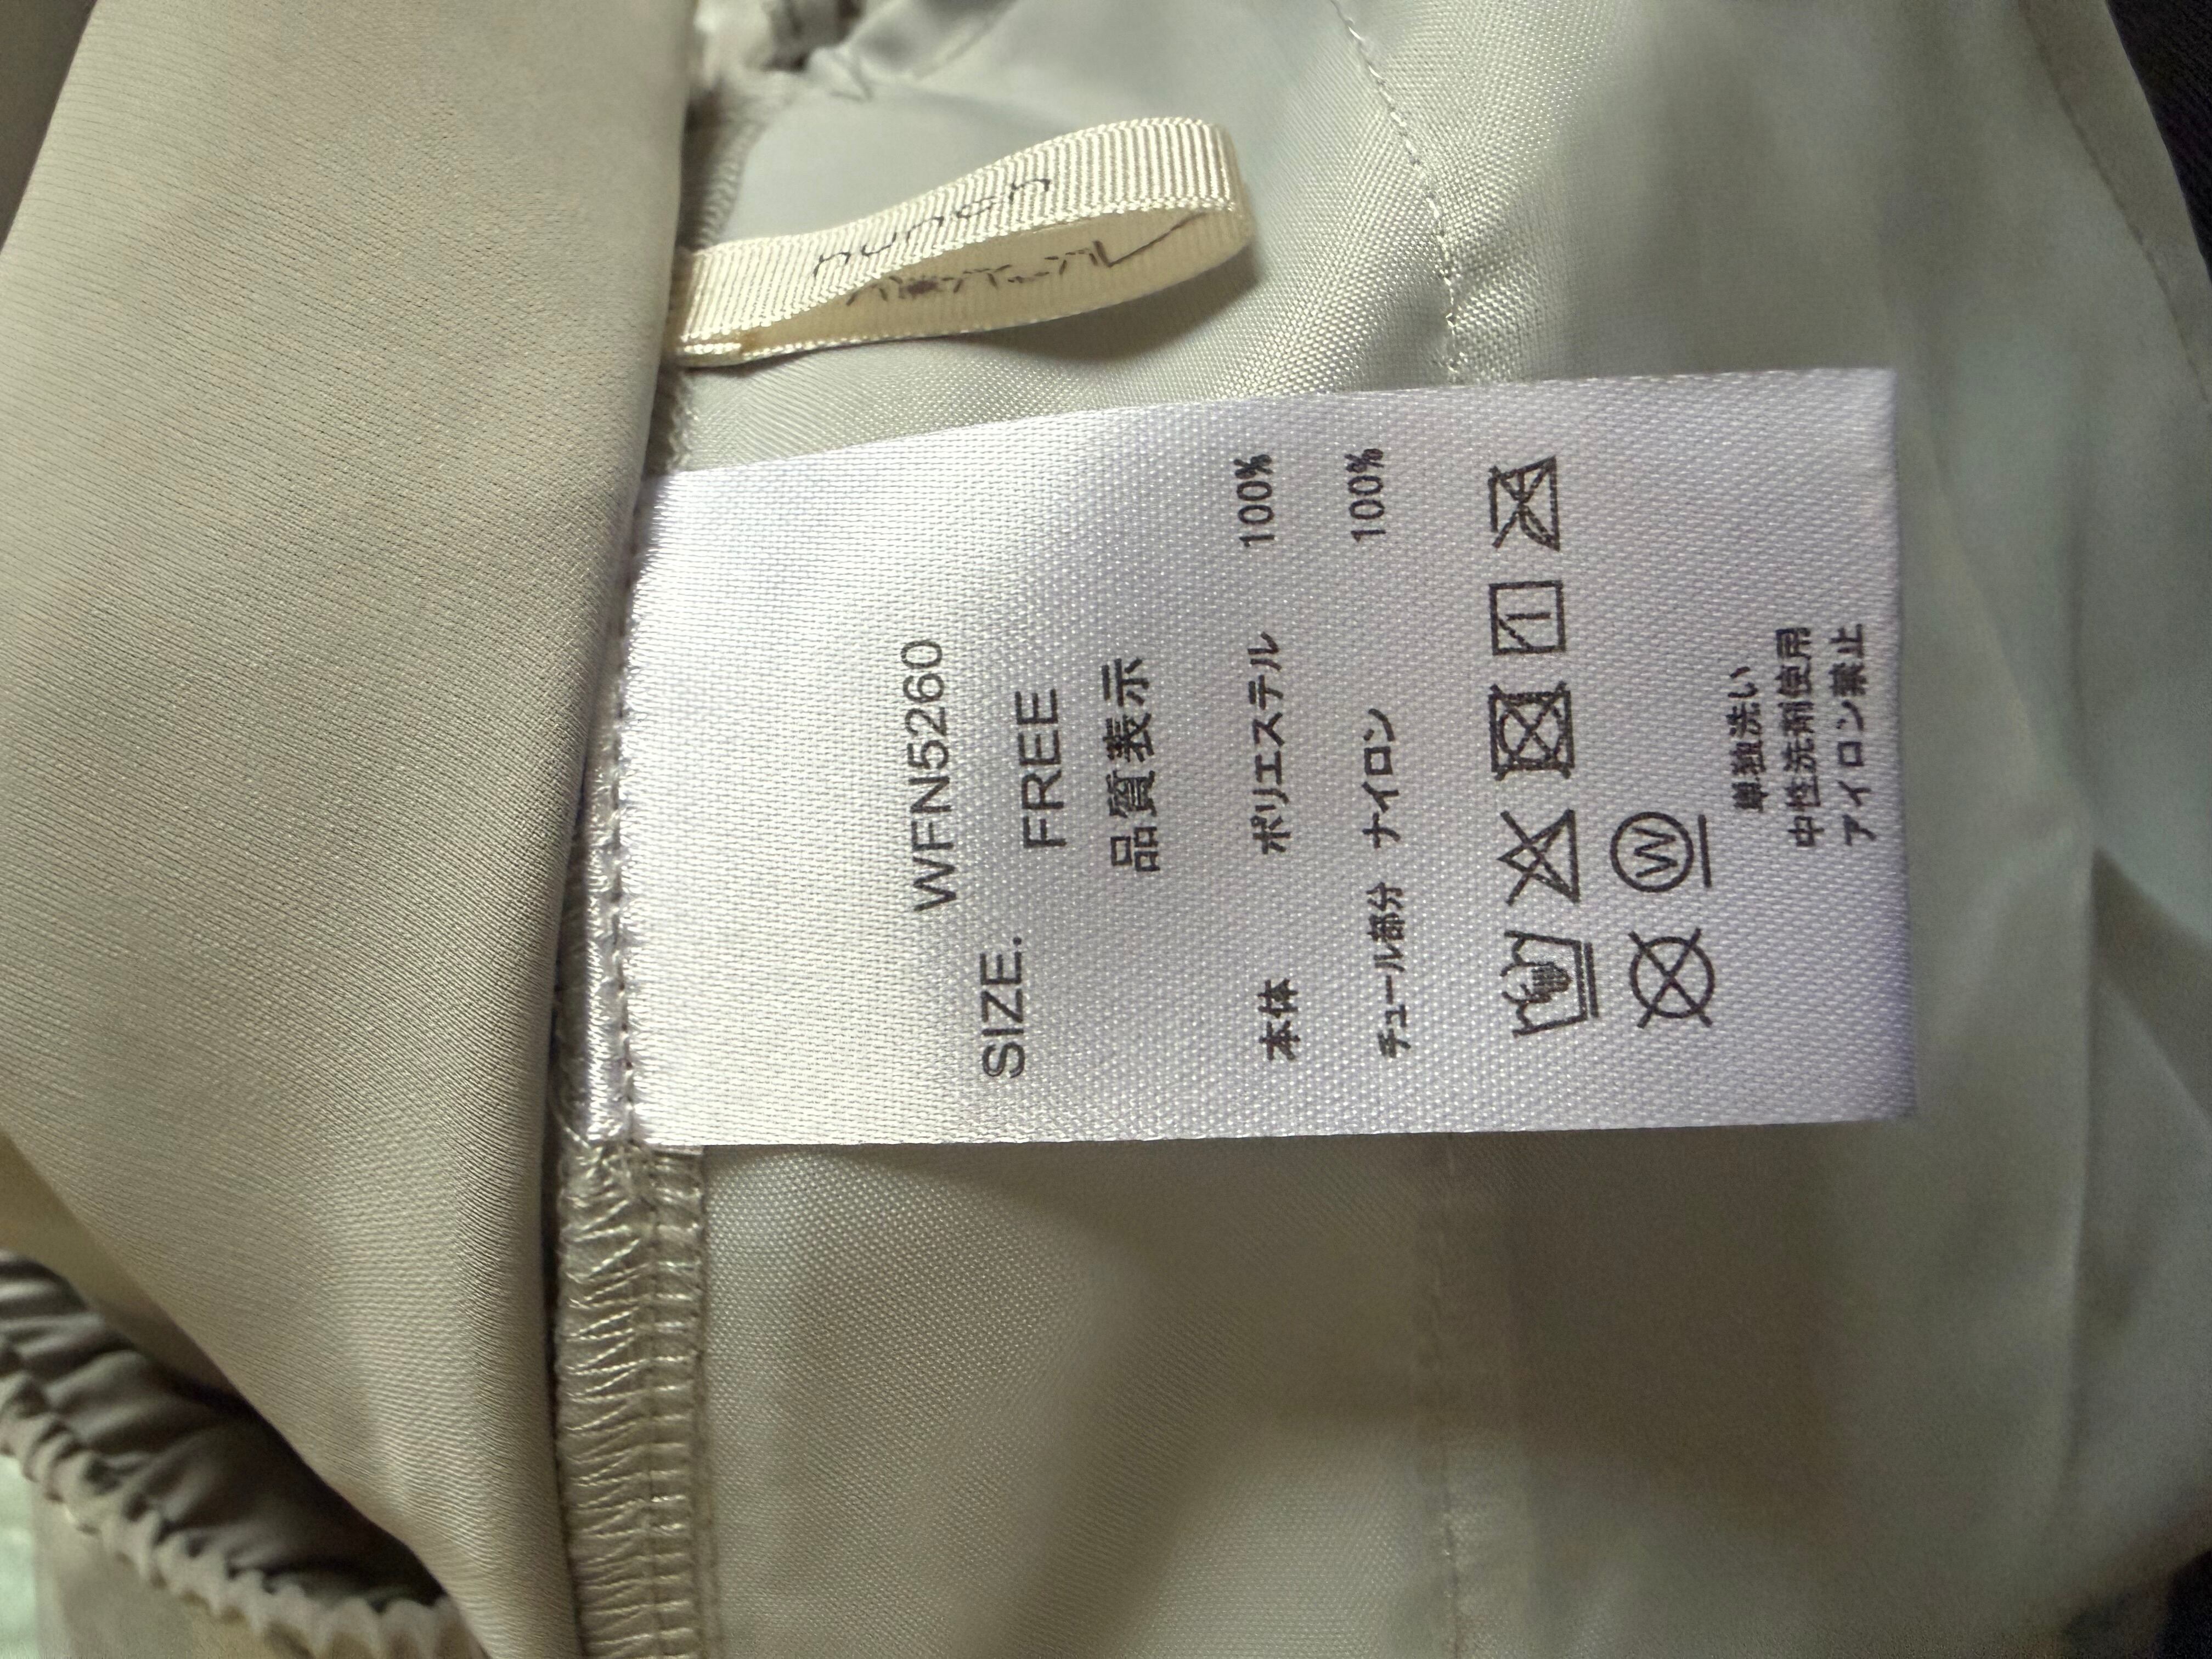 WFN5260
SIZE. FREE
品質表示
本体 ポリエステル 100%
チュール部分 ナイロン 100%
W
単独洗い
中性洗剤使用
アイロン禁止